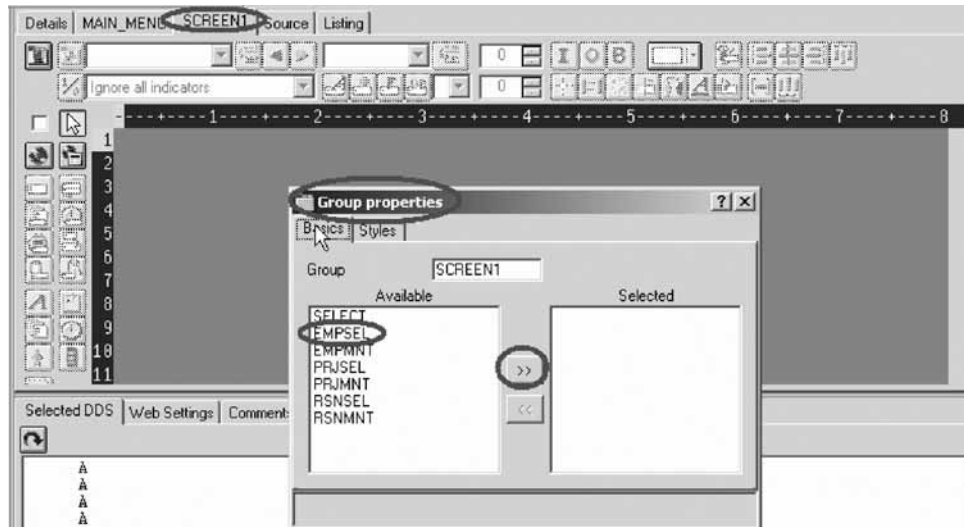 Details MAIN_MENU SCREEN1 Source Listing
0 I O B
Ignore all indicators 0
----+----1----+----2----+----3----+----4----+----5----+----6----+----7----+----8
1
2
3
4
5
6
7
8
9
10
11
Group properties ? ×
Basics Styles
Group SCREEN1
Available Selected
SELECT
EMPSEL
EMPMNT
PRJSEL
PRJMNT
RSNSEL
RSNMNT
>>
<<
Selected DDS Web Settings Comments
À
À
À
À